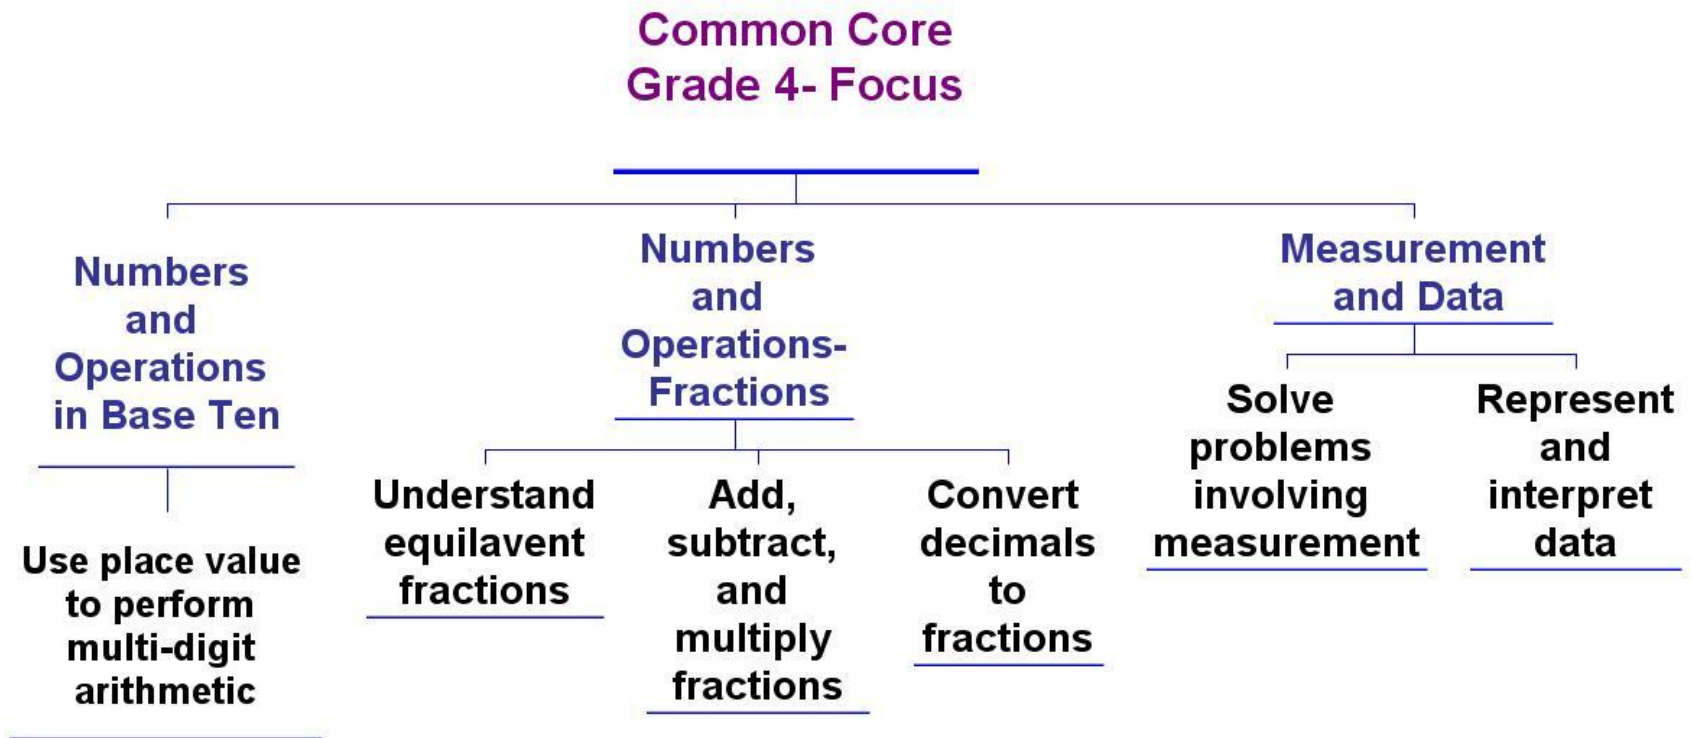 Common Core
Grade 4- Focus
Numbers
and
Operations
in Base Ten
Use place value
to perform
multi-digit
arithmetic
Numbers
and
Operations-
Fractions
Understand
equilavent
fractions
Add,
subtract,
and
multiply
fractions
Convert
decimals
to
fractions
Measurement
and Data
Solve
problems
involving
measurement
Represent
and
interpret
data